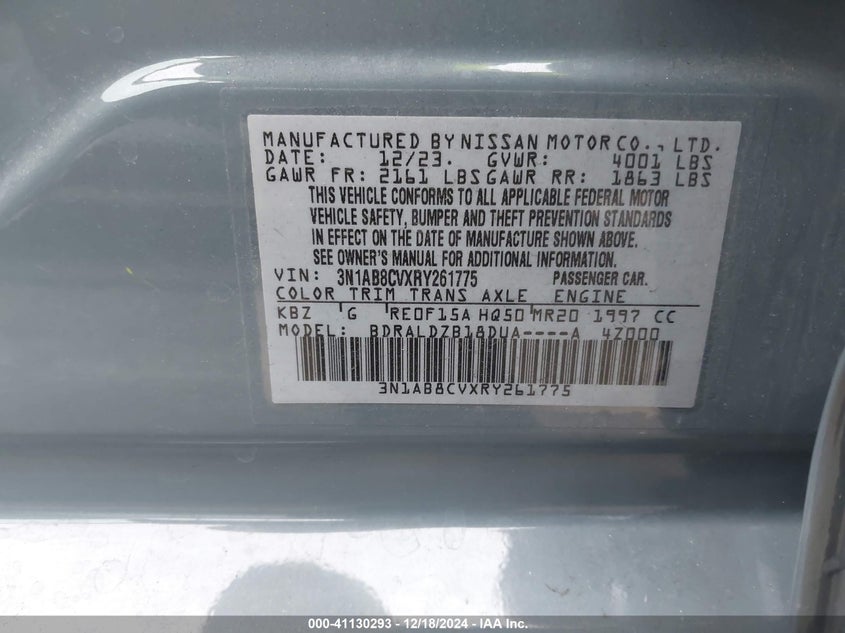 MANUFACTURED BY NISSAN MOTOR CO., LTD.
DATE: 12/23. GVWR: 4001 LBS
GAWR FR: 2161 LBS GAWR RR: 1863 LBS
THIS VEHICLE CONFORMS TO ALL APPLICABLE FEDERAL MOTOR
VEHICLE SAFETY, BUMPER AND THEFT PREVENTION STANDARDS
IN EFFECT ON THE DATE OF MANUFACTURE SHOWN ABOVE.
SEE OWNER'S MANUAL FOR ADDITIONAL INFORMATION.
VIN: 3N1AB8CVXRY261775 PASSENGER CAR.
COLOR TRIM TRANS AXLE ENGINE
KBZ G RE0F15A HQ50 MR20 1997 CC
MODEL: BDRALDZB18DUA----A 4Z000
3N1AB8CVXRY261775
000-41130293 - 12/18/2024 - IAA Inc.